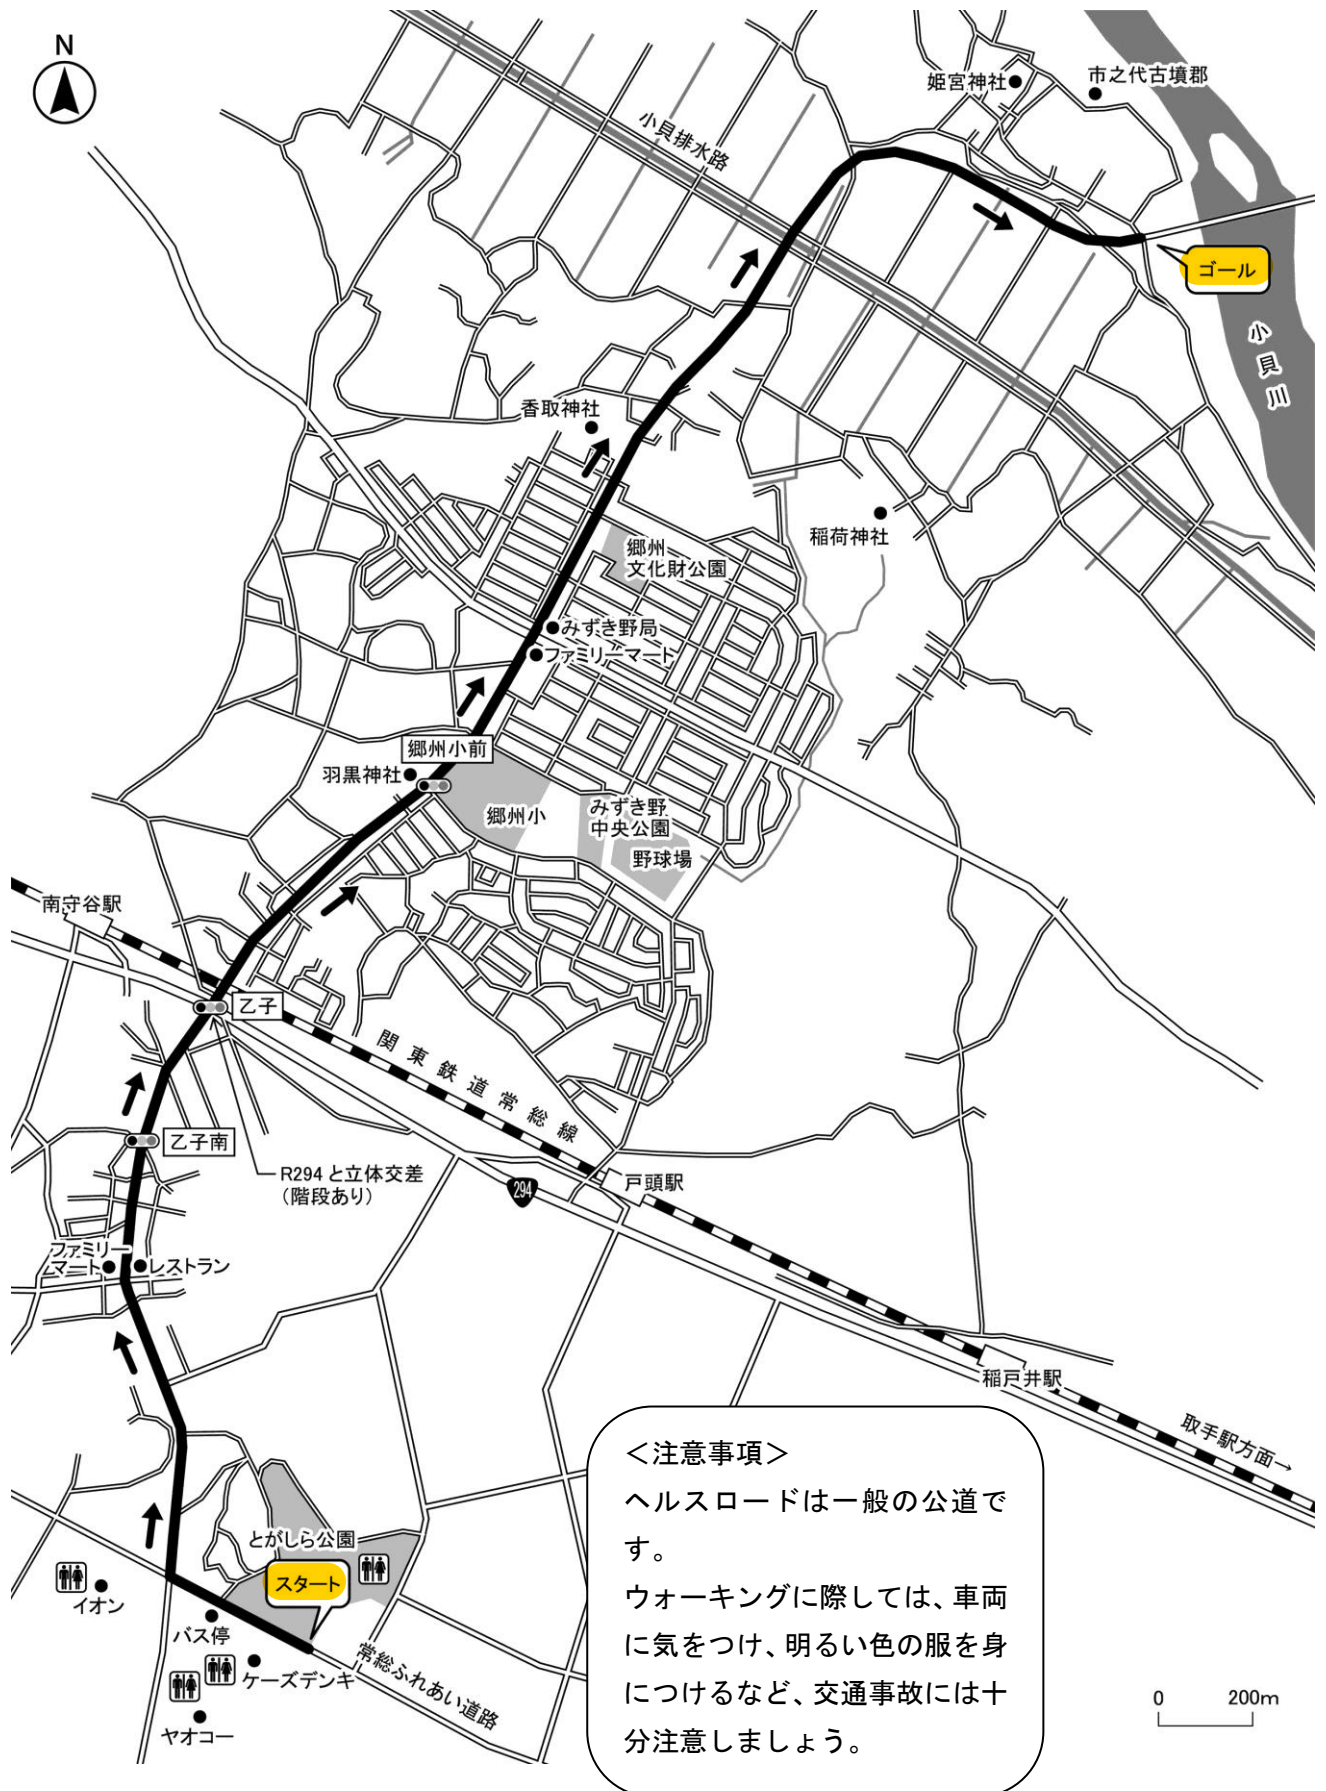 N
姫宮神社
市之代古墳郡
小貝排水路
ゴール
小貝川
香取神社
稲荷神社
郷州
文化財公園
みずき野局
ファミリーマート
郷州小前
羽黒神社
郷州小
みずき野
中央公園
野球場
南守谷駅
乙子
関東鉄道常総線
乙子南
R294と立体交差
(階段あり)
294
戸頭駅
ファミリー
マート
レストラン
稲戸井駅
取手駅方面→
とがしら公園
スタート
イオン
バス停
ケーズデンキ
ヤオコー
常総ふれあい道路
<注意事項>
ヘルスロードは一般の公道で
す。
ウォーキングに際しては、車両
に気をつけ、明るい色の服を身
につけるなど、交通事故には十
分注意しましょう。
0 200m